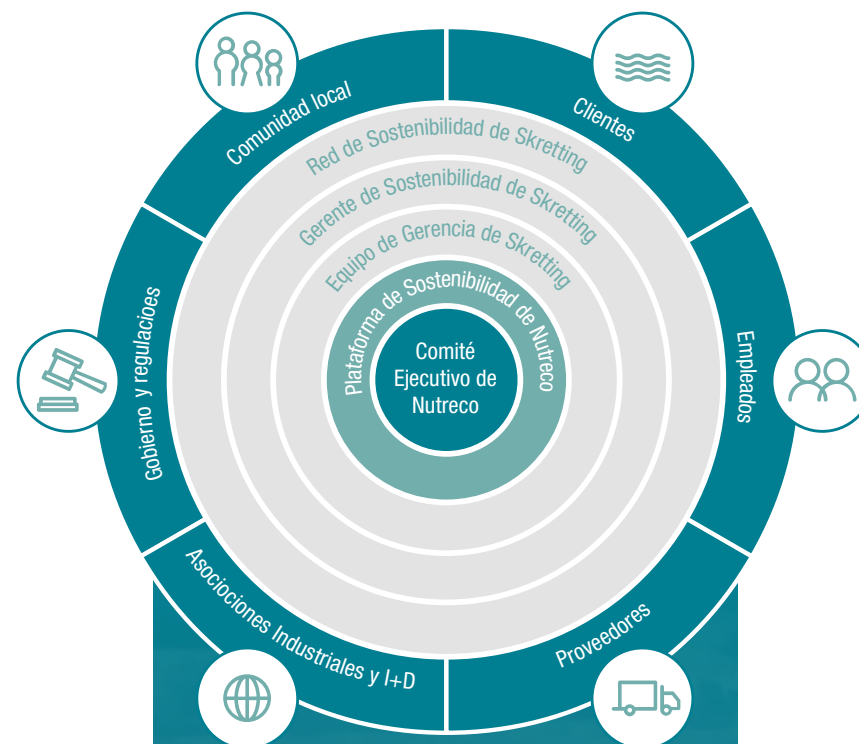 Comunidad local
Clientes
Red de Sostenibilidad de Skretting
Gerente de Sostenibilidad de Skretting
Equipo de Gerencia de Skretting
Plataforma de Sostenibilidad de Nutreco
Comité
Ejecutivo de
Nutreco
Gobierno y regulacioes
Empleados
Asociociones Industriales y I+D
Proveedores